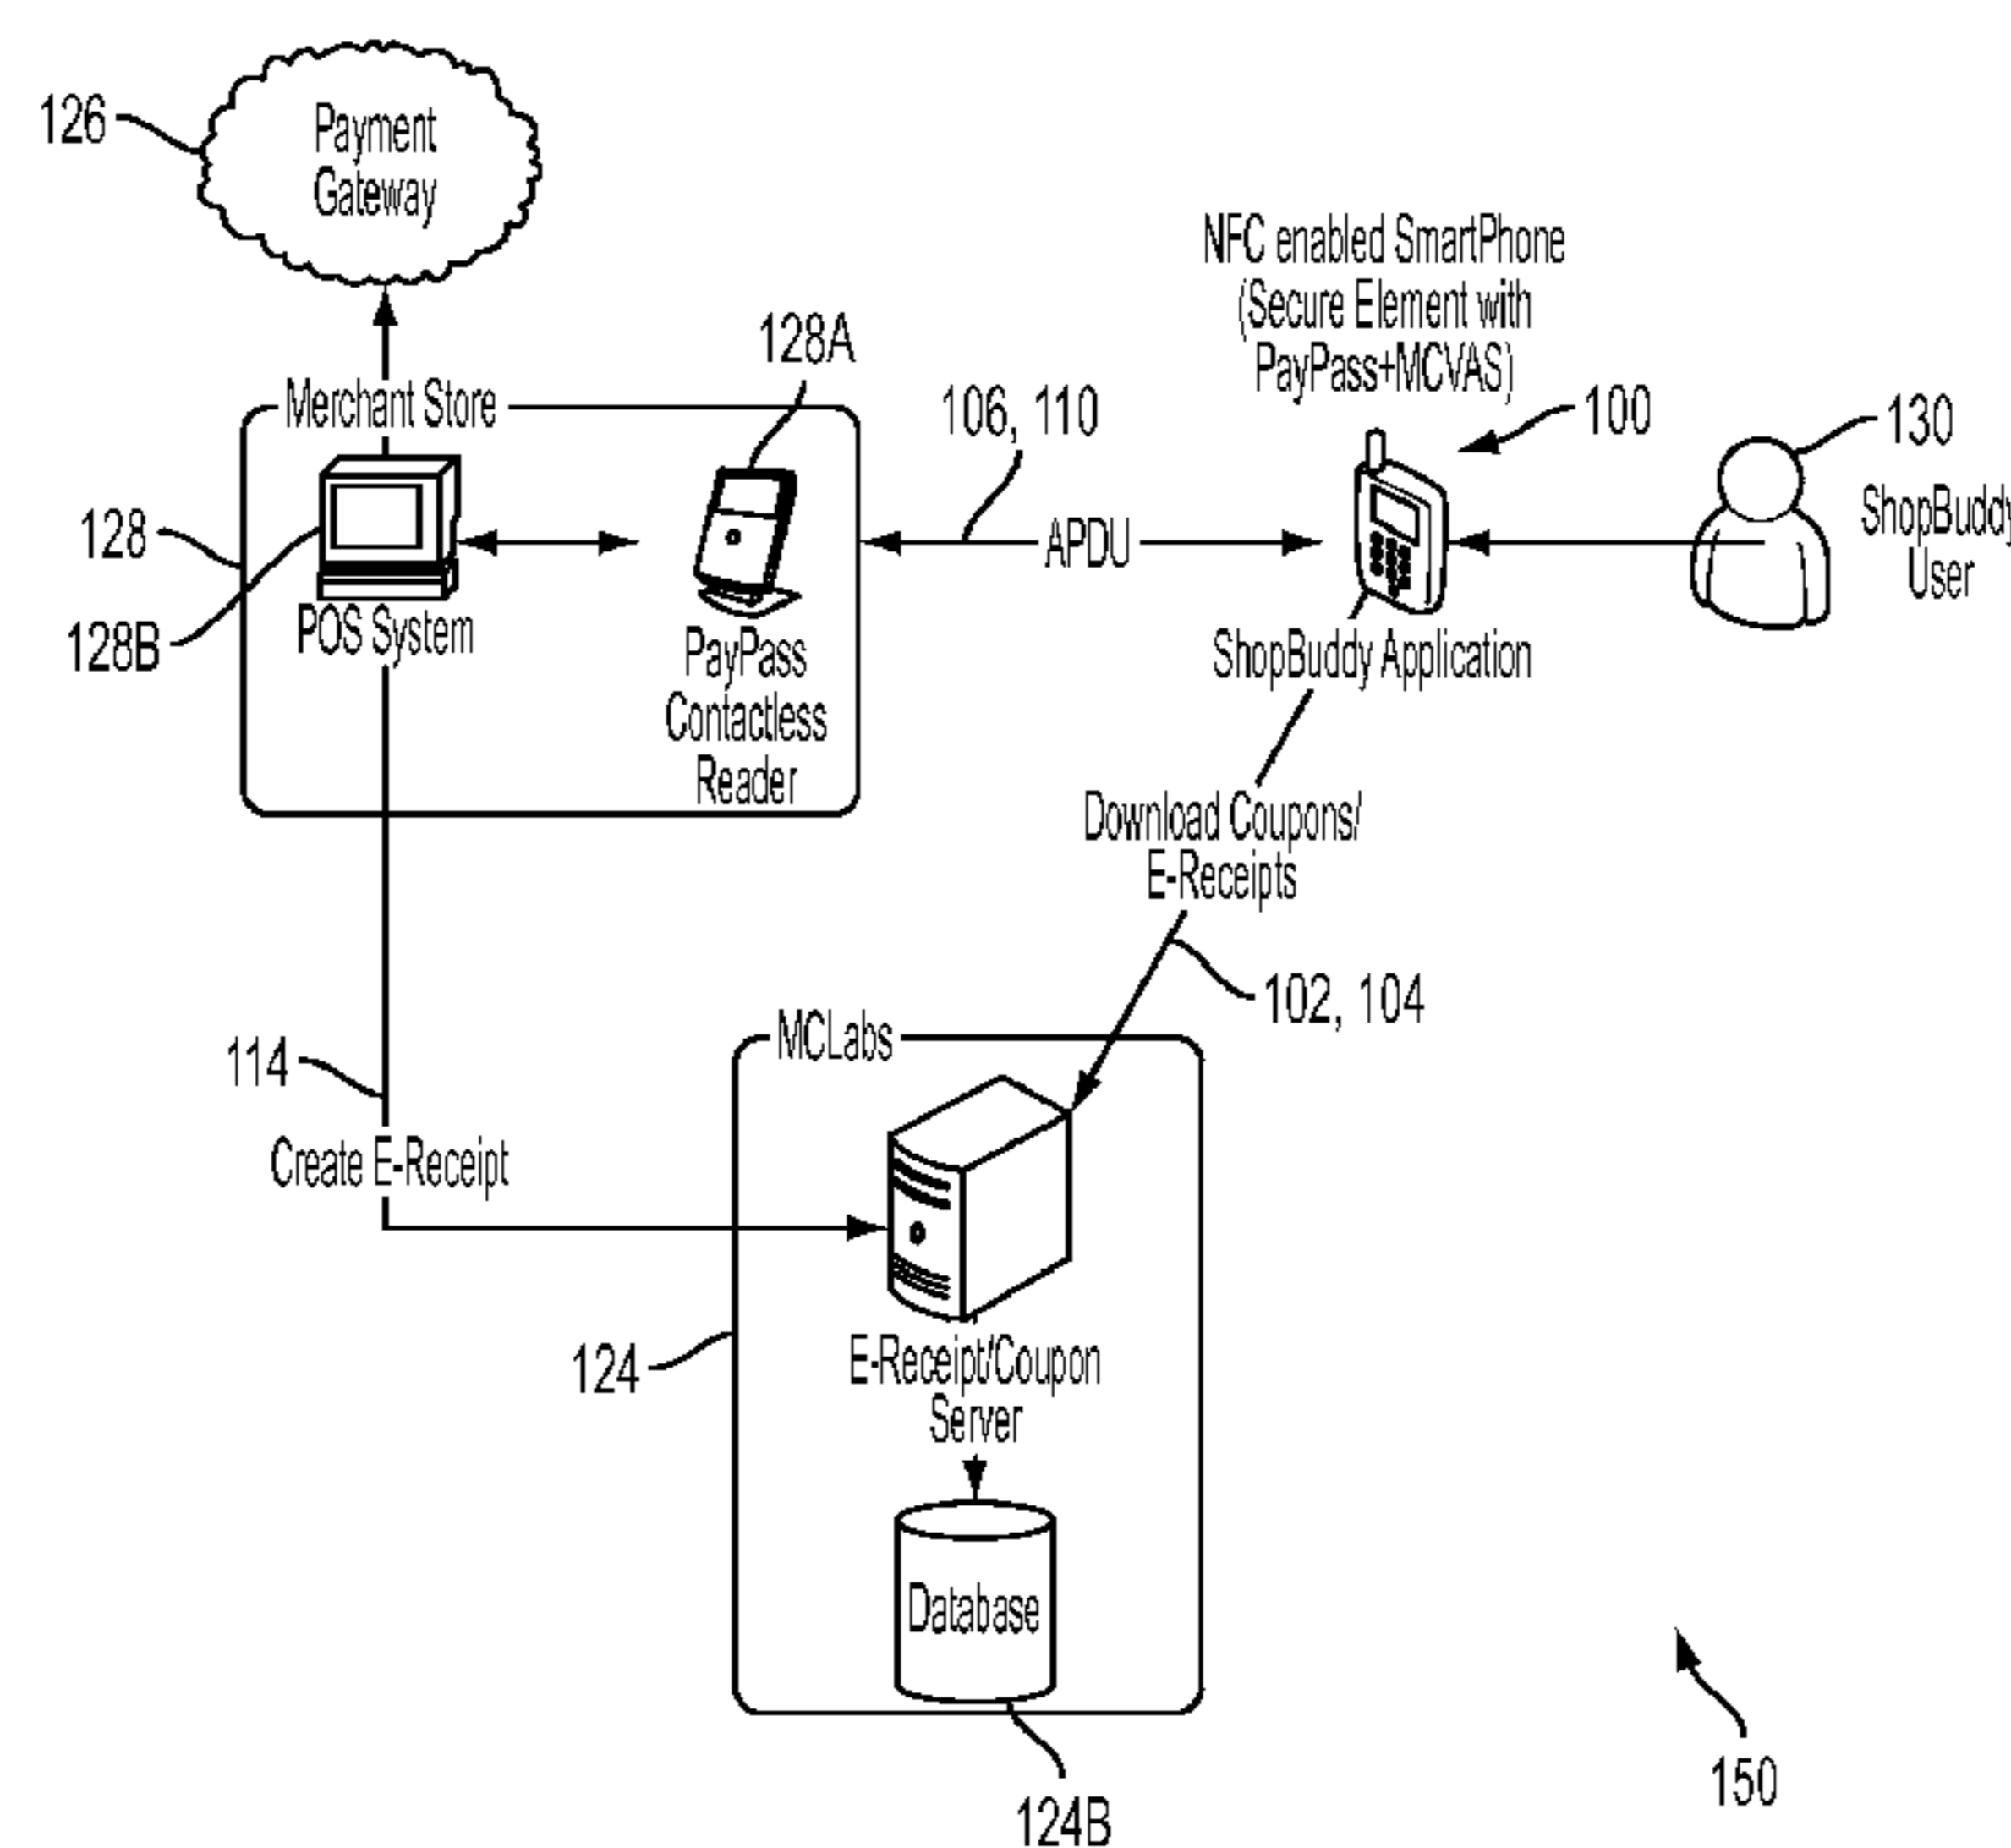 126
Payment
Gateway
NFC enabled SmartPhone
(Secure Element with
PayPass+MCVAS)
128A
Merchant Store
106, 110
100
130
128
APDU
ShopBuddy
User
128B
POS System
PayPass
Contactless
Reader
ShopBuddy Application
Download Coupons/
E-Receipts
102, 104
114
MCLabs
Create E-Receipt
124
E-Receipt/Coupon
Server
Database
124B
150